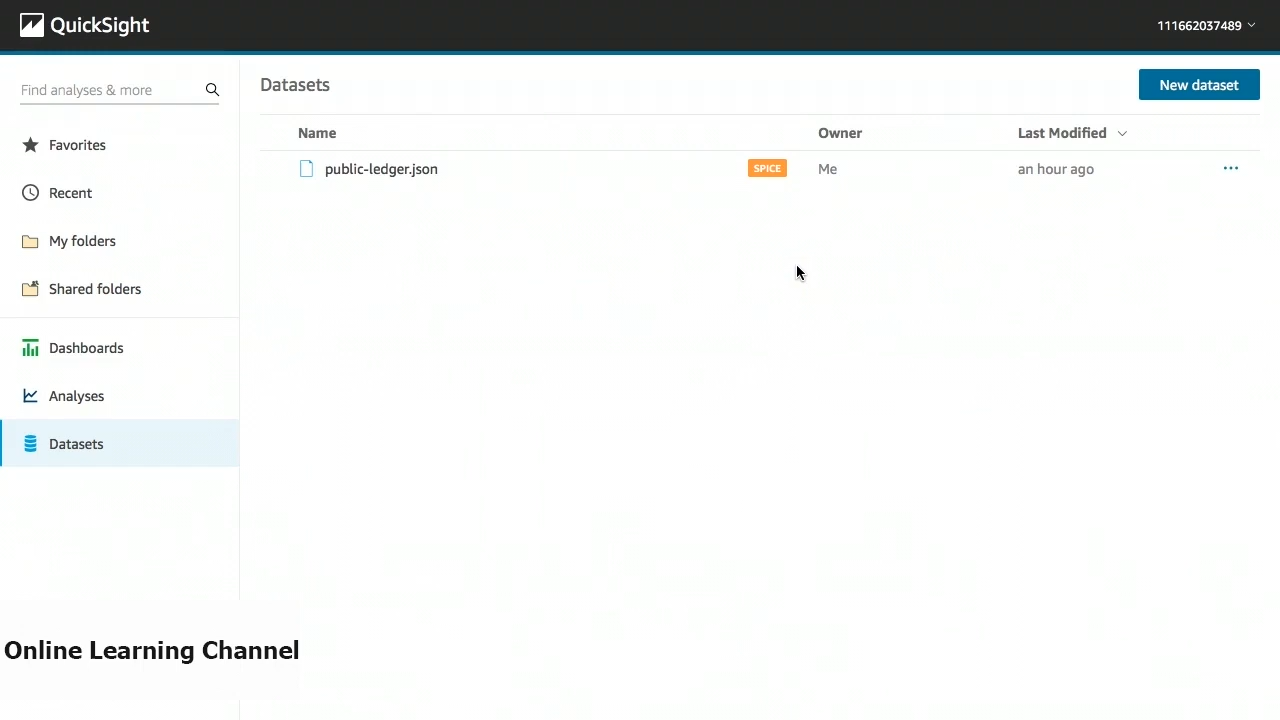 QuickSight
111662037489
Find analyses & more
Favorites
Recent
My folders
Shared folders
Dashboards
Analyses
Datasets
Datasets
New dataset
Name Owner Last Modified
public-ledger.json SPICE Me an hour ago
Online Learning Channel